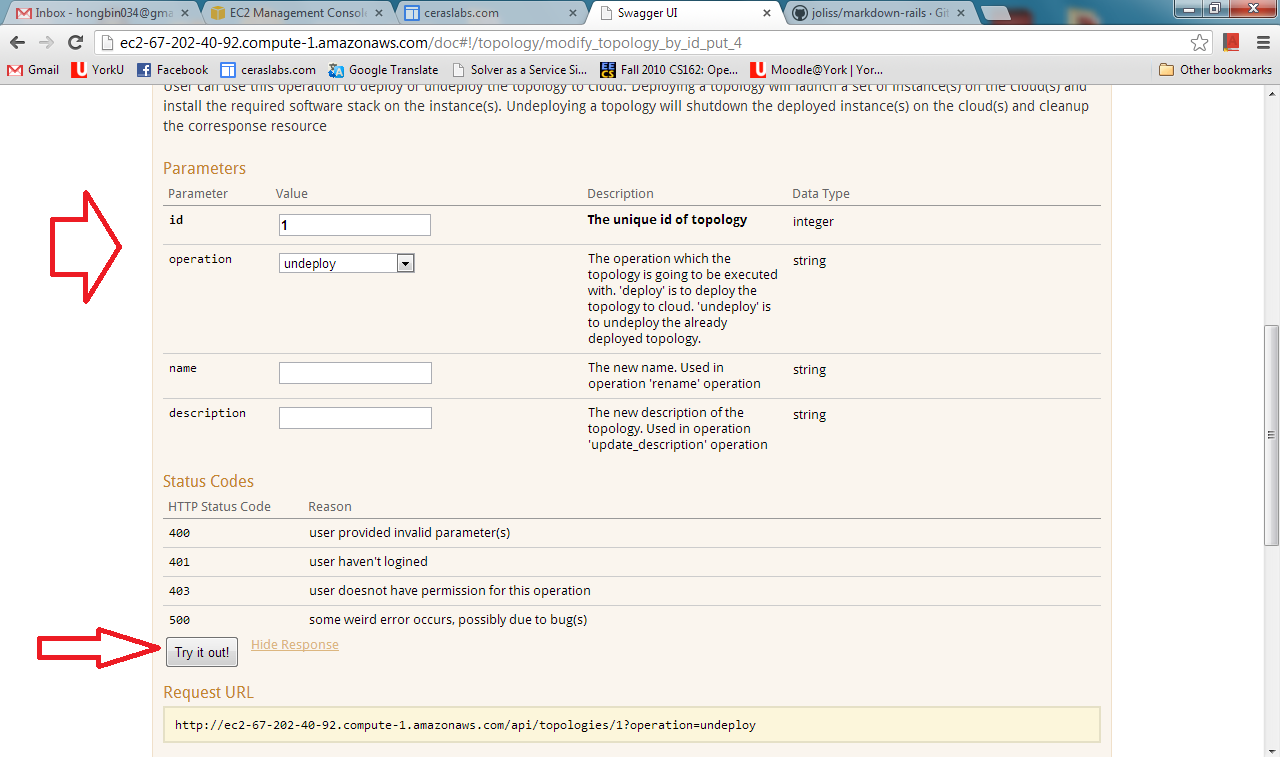 Inbox - hongbin034@gma
EC2 Management Consol
ceraslabs.com
Swagger UI
joliss/markdown-rails · Git
ec2-67-202-40-92.compute-1.amazonaws.com/doc#!/topology/modify_topology_by_id_put_4
Gmail YorkU Facebook ceraslabs.com Google Translate Solver as a Service Si... Fall 2010 CS162: Ope... Moodle@York | Yor... Other bookmarks
User can use this operation to deploy or undeploy the topology to cloud. Deploying a topology will launch a set of instance(s) on the cloud(s) and
install the required software stack on the instance(s). Undeploying a topology will shutdown the deployed instance(s) on the cloud(s) and cleanup
the corresponse resource
Parameters
Parameter Value Description Data Type
id 1 The unique id of topology integer
operation undeploy The operation which the string
topology is going to be executed
with. 'deploy' is to deploy the
topology to cloud. 'undeploy' is
to undeploy the already
deployed topology.
name The new name. Used in string
operation 'rename' operation
description The new description of the string
topology. Used in operation
'update_description' operation
Status Codes
HTTP Status Code Reason
400 user provided invalid parameter(s)
401 user haven't logined
403 user doesnot have permission for this operation
500 some weird error occurs, possibly due to bug(s)
Try it out! Hide Response
Request URL
http://ec2-67-202-40-92.compute-1.amazonaws.com/api/topologies/1?operation=undeploy